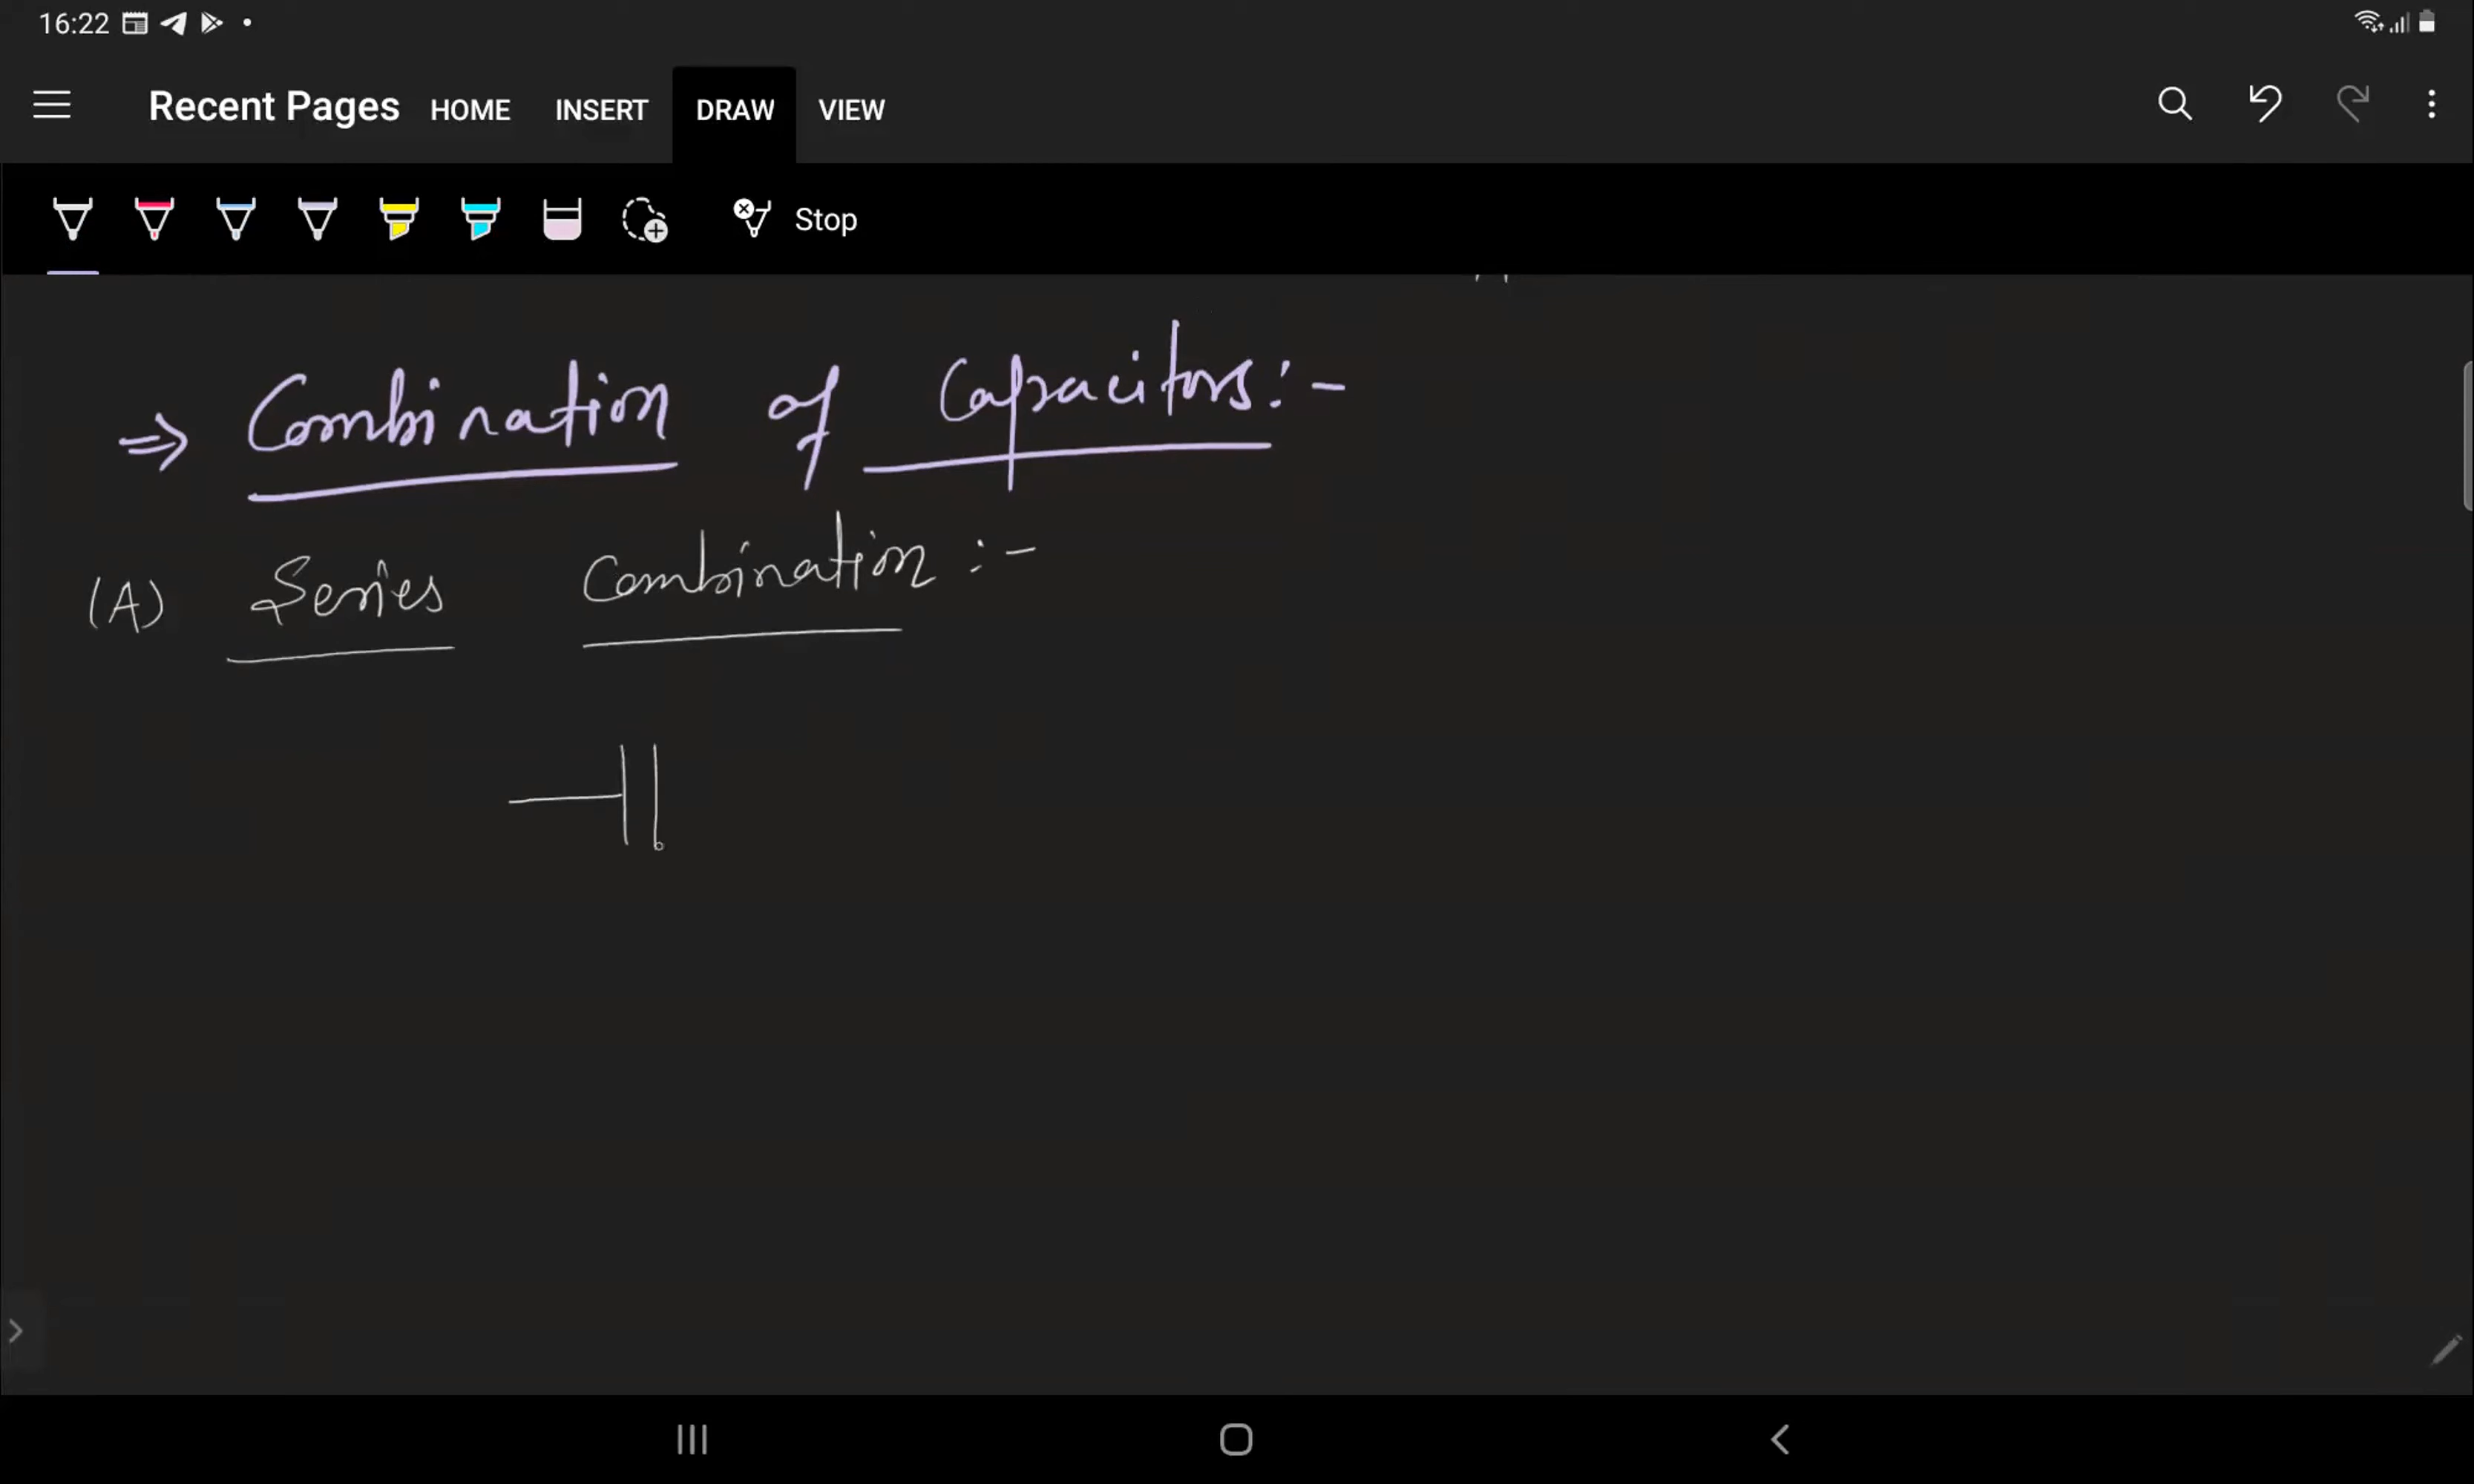 16:22
Recent Pages HOME INSERT DRAW VIEW
Stop
⇒ Combination of Capacitors:-
(A) Series Combination :-